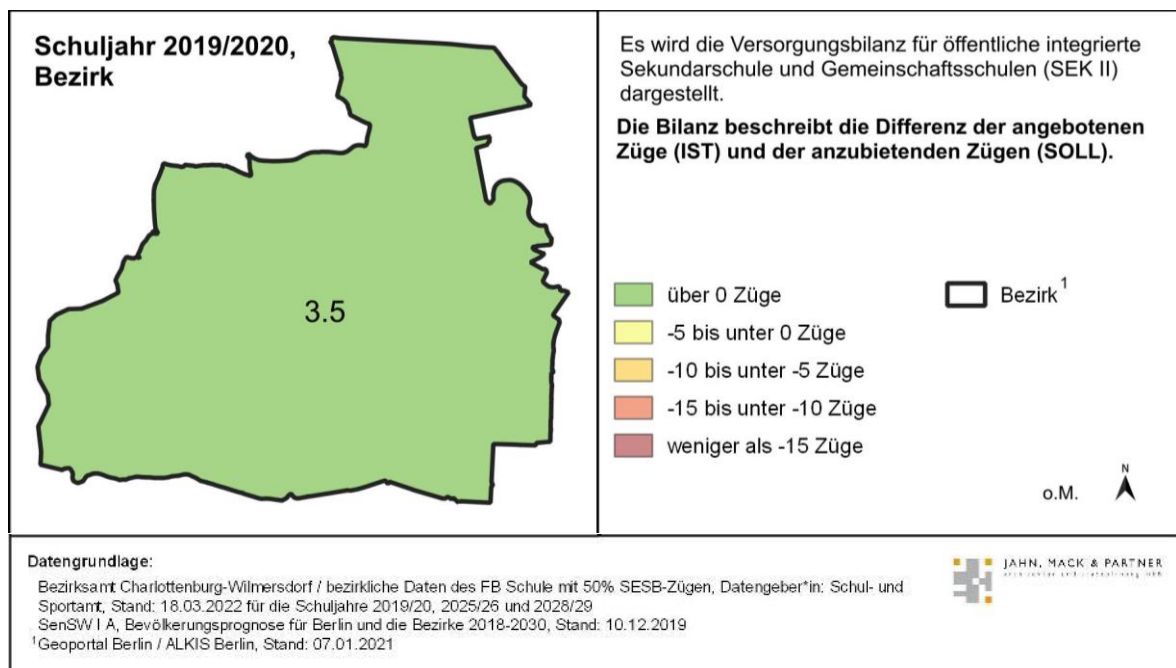 Schuljahr 2019/2020,
Bezirk
3.5
Es wird die Versorgungsbilanz für öffentliche integrierte
Sekundarschule und Gemeinschaftsschulen (SEK II)
dargestellt.
Die Bilanz beschreibt die Differenz der angebotenen
Züge (IST) und der anzubietenden Zügen (SOLL).
über 0 Züge
-5 bis unter 0 Züge
-10 bis unter -5 Züge
-15 bis unter -10 Züge
weniger als -15 Züge
Bezirk¹
o.M.
N
Datengrundlage:
Bezirksamt Charlottenburg-Wilmersdorf / bezirkliche Daten des FB Schule mit 50% SESB-Zügen, Datengeber*in: Schul- und
Sportamt, Stand: 18.03.2022 für die Schuljahre 2019/20, 2025/26 und 2028/29
SenSW I A, Bevölkerungsprognose für Berlin und die Bezirke 2018-2030, Stand: 10.12.2019
¹Geoportal Berlin / ALKIS Berlin, Stand: 07.01.2021
JAHN, MACK & PARTNER